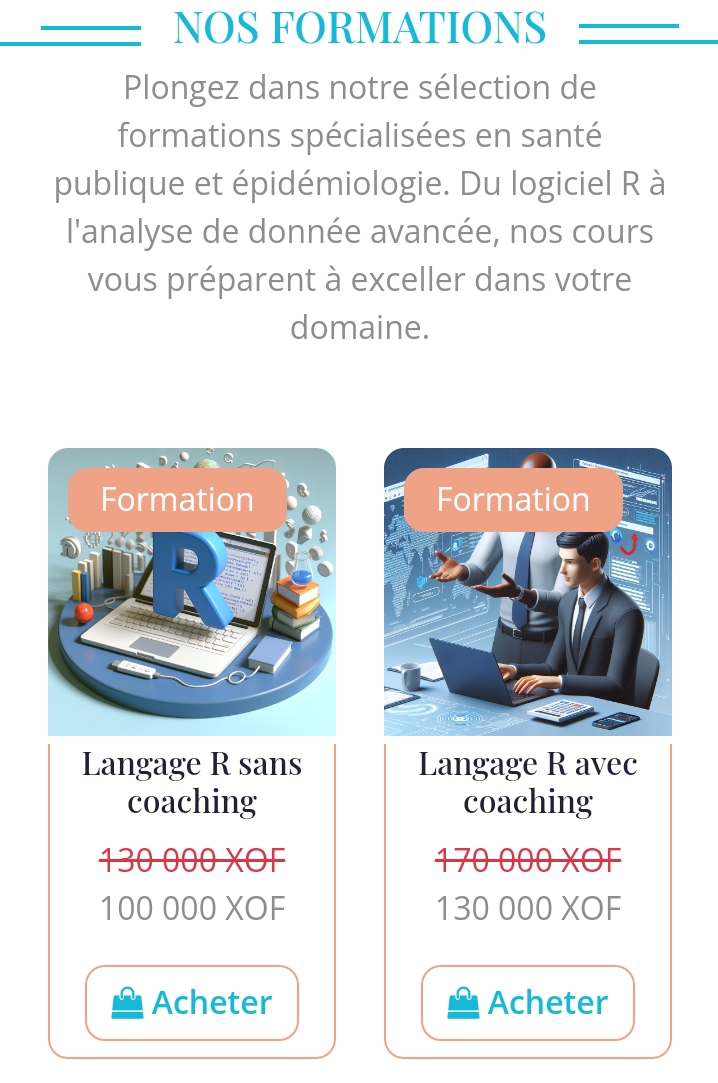 NOS FORMATIONS
Plongez dans notre sélection de
formations spécialisées en santé
publique et épidémiologie. Du logiciel R à
l'analyse de donnée avancée, nos cours
vous préparent à exceller dans votre
domaine.
Formation
R
Langage R sans
coaching
130 000 XOF
100 000 XOF
Acheter
Formation
Langage R avec
coaching
170 000 XOF
130 000 XOF
Acheter